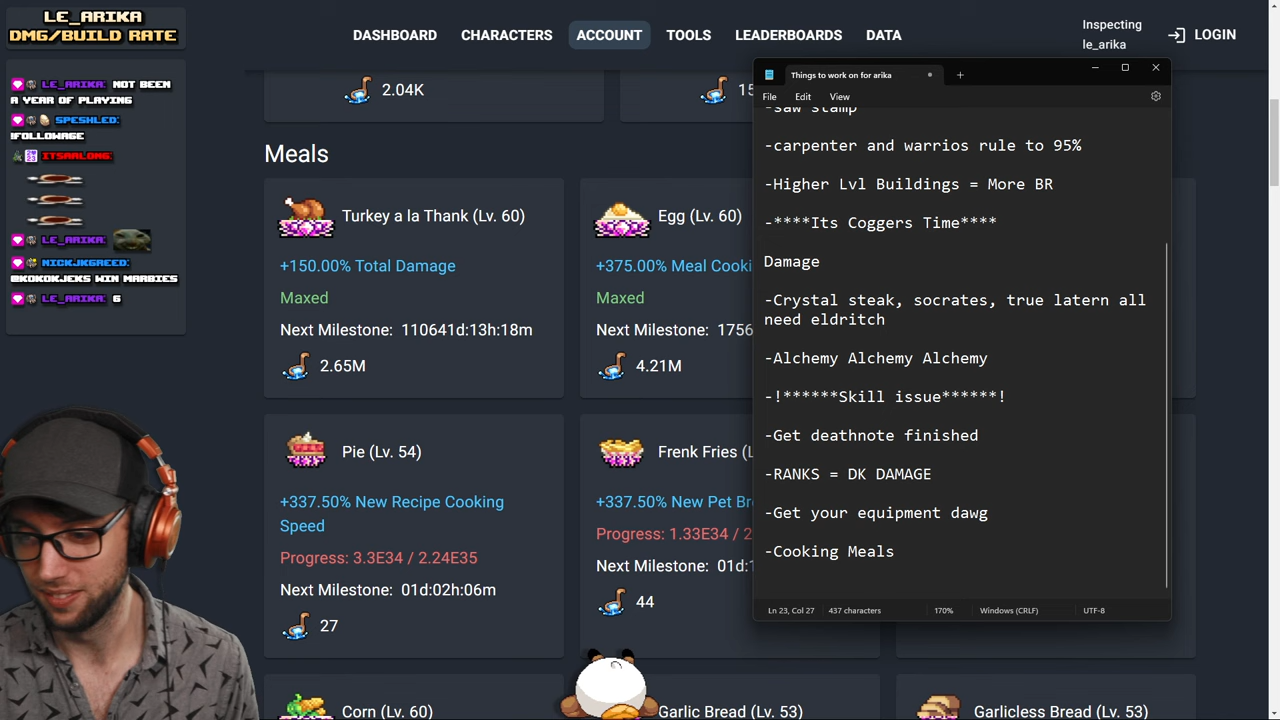 LE_ARIKA
DMG/BUILD RATE
LE_ARIKA: NOT BEEN
A YEAR OF PLAYING
SPESHLED:
!FOLLOWAGE
ITSAALONG:
LE_ARIKA:
NICKJKGREED:
@KOKOKJEKS WIN MARBIES
LE_ARIKA: 6
DASHBOARD
CHARACTERS
ACCOUNT
TOOLS
LEADERBOARDS
DATA
Inspecting
le_arika
LOGIN
2.04K
15
Meals
Turkey a la Thank (Lv. 60)
+150.00% Total Damage
Maxed
Next Milestone: 110641d:13h:18m
2.65M
Egg (Lv. 60)
+375.00% Meal Cooki
Maxed
Next Milestone: 1756
4.21M
Pie (Lv. 54)
+337.50% New Recipe Cooking
Speed
Progress: 3.3E34 / 2.24E35
Next Milestone: 01d:02h:06m
27
Frenk Fries (L
+337.50% New Pet Br
Progress: 1.33E34 / 2
Next Milestone: 01d:1
44
Corn (Lv. 60)
Garlic Bread (Lv. 53)
Garlicless Bread (Lv. 53)
Things to work on for arika
File
Edit
View
-saw stamp
-carpenter and warrios rule to 95%
-Higher Lvl Buildings = More BR
-****Its Coggers Time****
Damage
-Crystal steak, socrates, true latern all
need eldritch
-Alchemy Alchemy Alchemy
-!******Skill issue******!
-Get deathnote finished
-RANKS = DK DAMAGE
-Get your equipment dawg
-Cooking Meals
Ln 23, Col 27
437 characters
170%
Windows (CRLF)
UTF-8